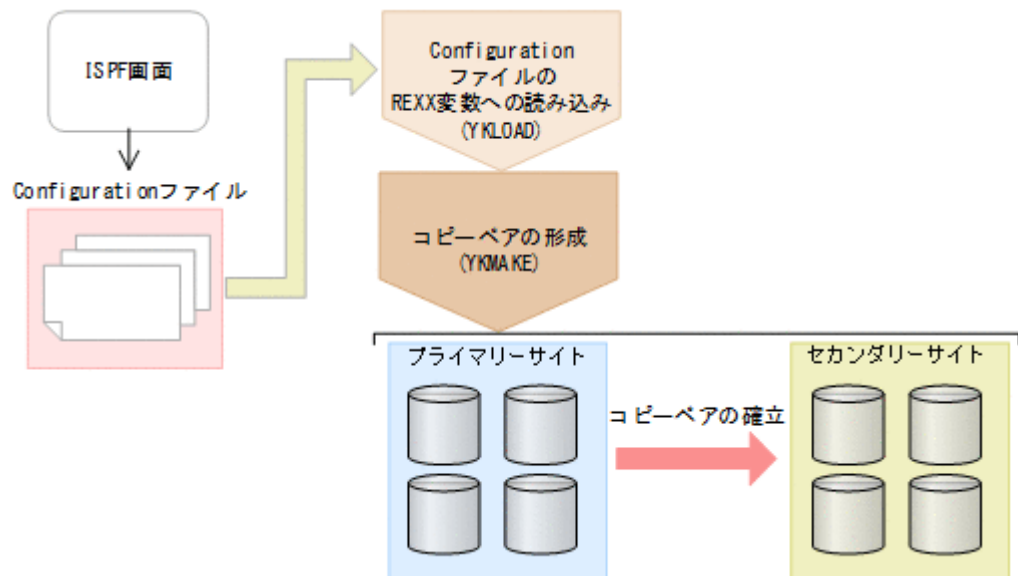 ISPF画面
Configurationファイル
Configuration
ファイルの
REXX変数への読み込み
(YKLOAD)
コピーペアの形成
(YKMAKE)
プライマリーサイト
コピーペアの確立
セカンダリーサイト